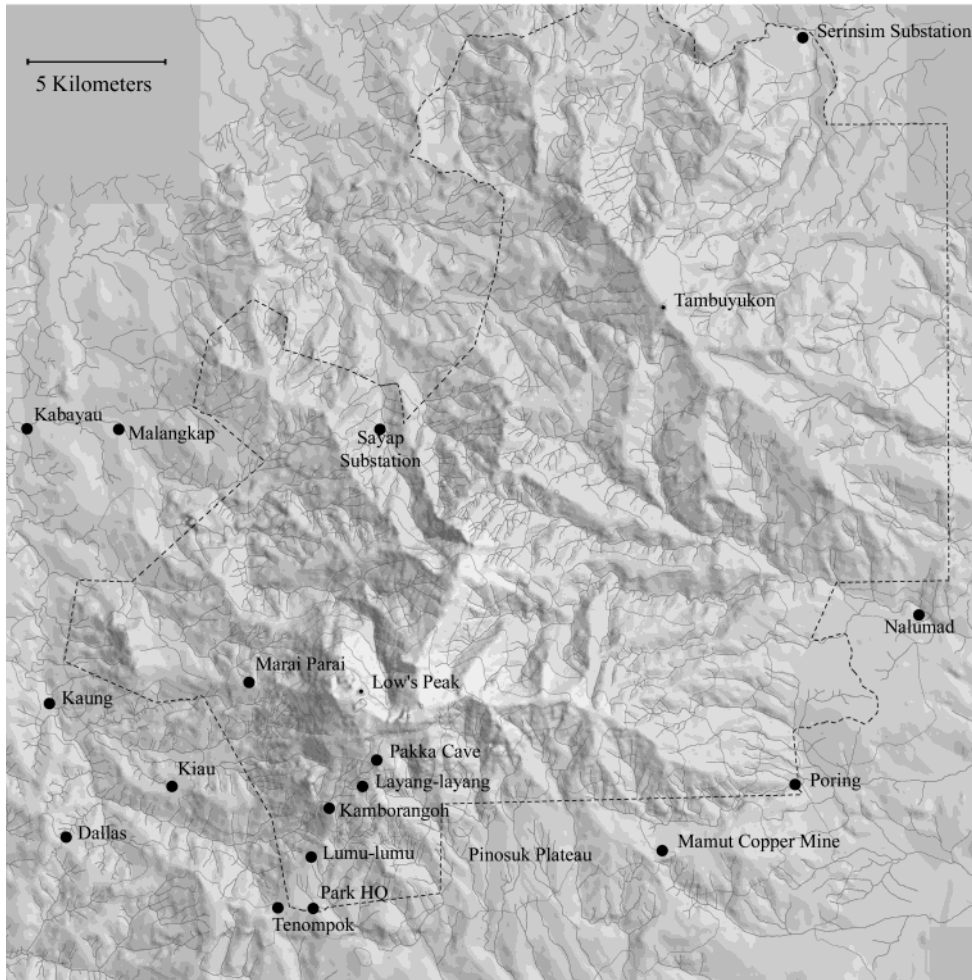 Serinsim Substation
5 Kilometers
Tambuyukon
Kabayau
Malangkap
Sayap
Substation
Nalumad
Marai Parai
Low's Peak
Kaung
Pakka Cave
Kiau
Layang-layang
Poring
Kamborangoh
Dallas
Mamut Copper Mine
Lumu-lumu
Pinosuk Plateau
Park HQ
Tenompok